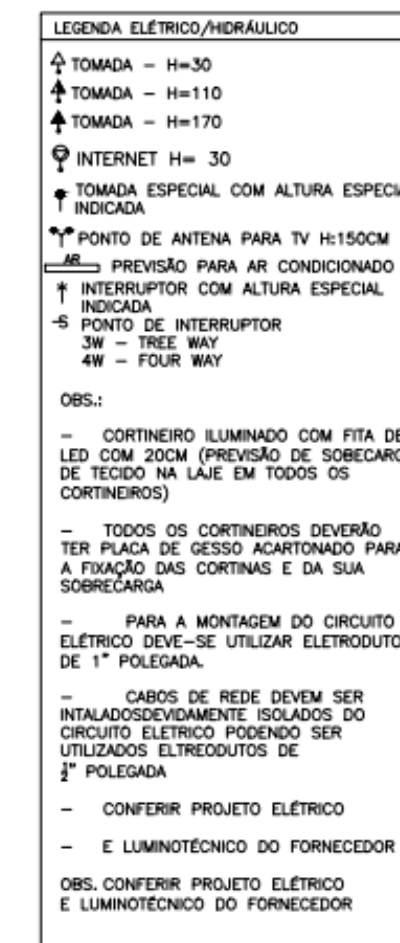 LEGENDA ELÉTRICO/HIDRÁULICO
TOMADA - H=30
TOMADA - H=110
TOMADA - H=170
INTERNET H= 30
TOMADA ESPECIAL COM ALTURA ESPECIA
INDICADA
PONTO DE ANTENA PARA TV H:150CM
AR PREVISÃO PARA AR CONDICIONADO
INTERRUPTOR COM ALTURA ESPECIAL
INDICADA
-S PONTO DE INTERRUPTOR
3W - TREE WAY
4W - FOUR WAY
OBS.:
- CORTINEIRO ILUMINADO COM FITA DE
LED COM 20CM (PREVISÃO DE SOBECARG
DE TECIDO NA LAJE EM TODOS OS
CORTINEIROS)
- TODOS OS CORTINEIROS DEVERÃO
TER PLACA DE GESSO ACARTONADO PARA
A FIXAÇÃO DAS CORTINAS E DA SUA
SOBRECARGA
- PARA A MONTAGEM DO CIRCUITO
ELÉTRICO DEVE-SE UTILIZAR ELETRODUTO
DE 1" POLEGADA.
- CABOS DE REDE DEVEM SER
INTALADOSDEVIDAMENTE ISOLADOS DO
CIRCUITO ELETRICO PODENDO SER
UTILIZADOS ELTREODUTOS DE
½" POLEGADA
- CONFERIR PROJETO ELÉTRICO
- E LUMINOTÉCNICO DO FORNECEDOR
OBS. CONFERIR PROJETO ELÉTRICO
E LUMINOTÉCNICO DO FORNECEDOR